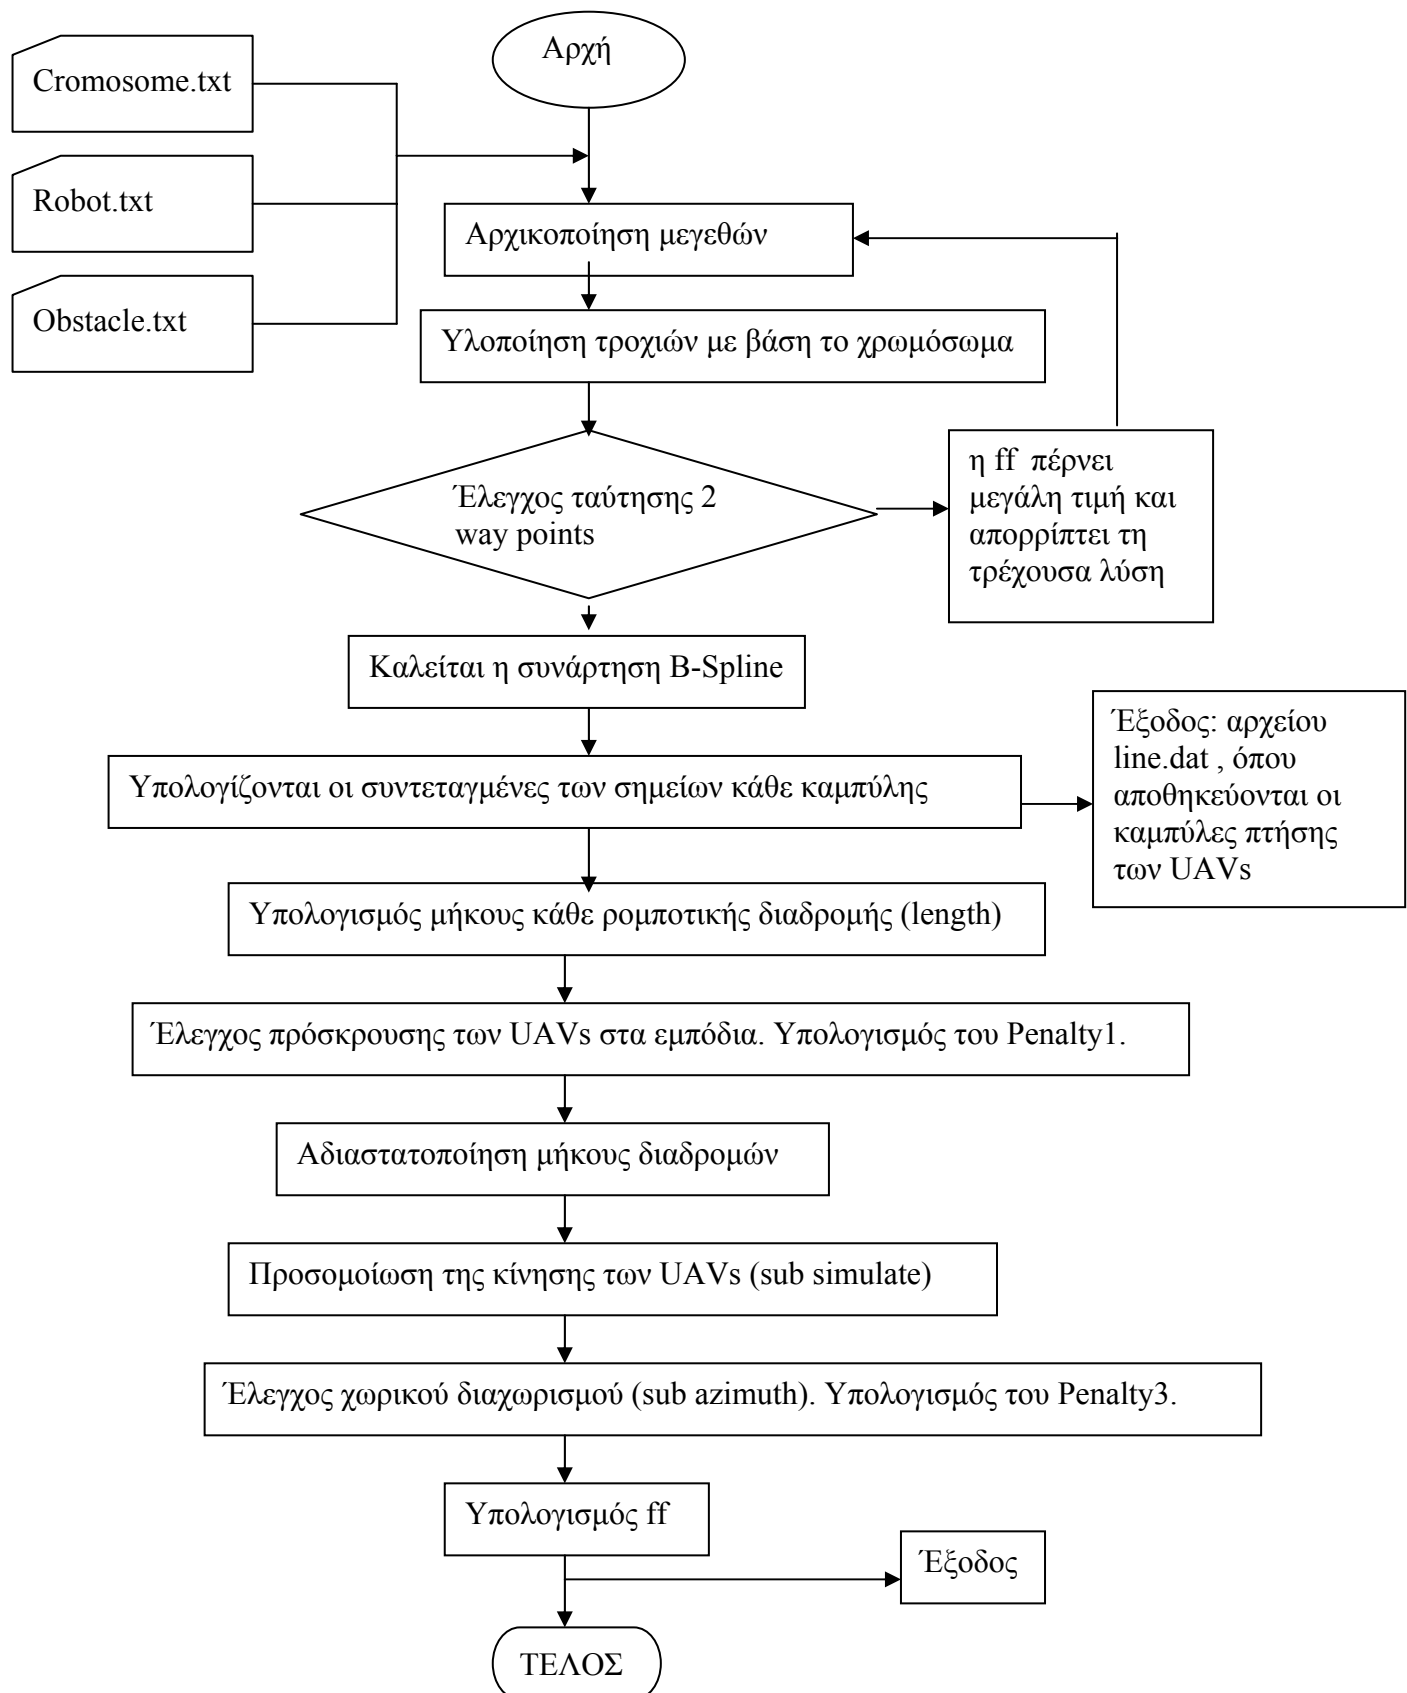 Αρχή
Cromosome.txt
Robot.txt
Obstacle.txt
Αρχικοποίηση μεγεθών
Υλοποίηση τροχιών με βάση το χρωμόσωμα
Έλεγχος ταύτησης 2
way points
η ff πέρνει
μεγάλη τιμή και
απορρίπτει τη
τρέχουσα λύση
Καλείται η συνάρτηση B-Spline
Υπολογίζονται οι συντεταγμένες των σημείων κάθε καμπύλης
Έξοδος: αρχείου
line.dat , όπου
αποθηκεύονται οι
καμπύλες πτήσης
των UAVs
Υπολογισμός μήκους κάθε ρομποτικής διαδρομής (length)
Έλεγχος πρόσκρουσης των UAVs στα εμπόδια. Υπολογισμός του Penalty1.
Αδιαστατοποίηση μήκους διαδρομών
Προσομοίωση της κίνησης των UAVs (sub simulate)
Έλεγχος χωρικού διαχωρισμού (sub azimuth). Υπολογισμός του Penalty3.
Υπολογισμός ff
Έξοδος
ΤΕΛΟΣ